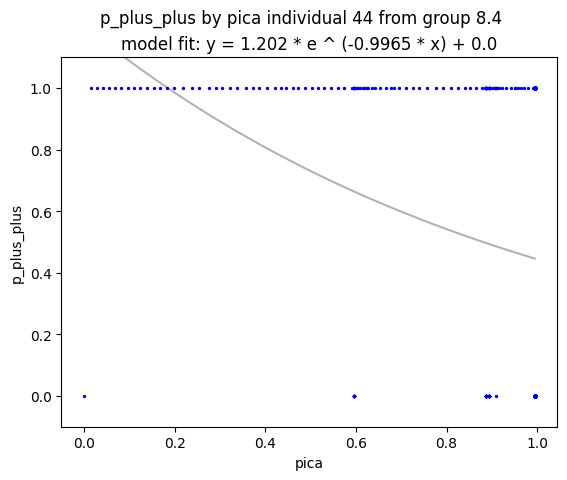 p_plus_plus by pica individual 44 from group 8.4
model fit: y = 1.202 * e ^ (-0.9965 * x) + 0.0
1.0
0.8
0.6
0.4
0.2
0.0
p_plus_plus
0.0 0.2 0.4 0.6 0.8 1.0
pica